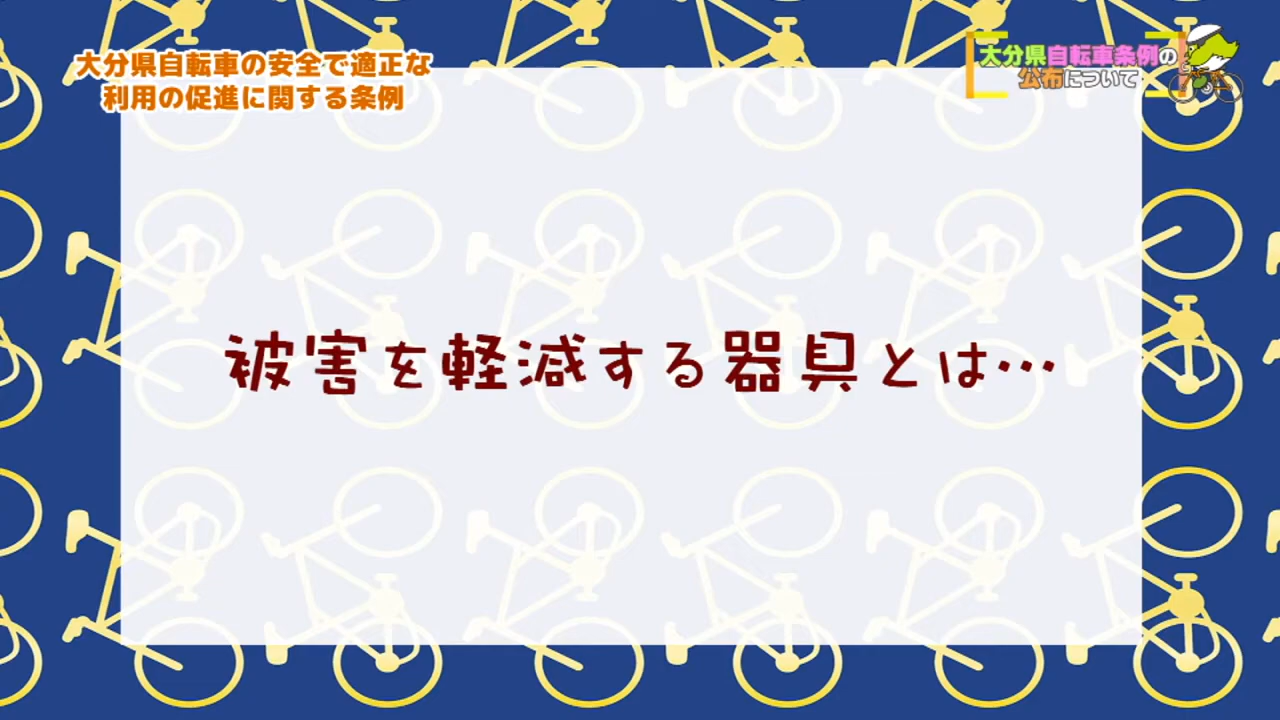 大分県自転車の安全で適正な
利用の促進に関する条例
大分県自転車条例の
公布について
被害を軽減する器具とは…